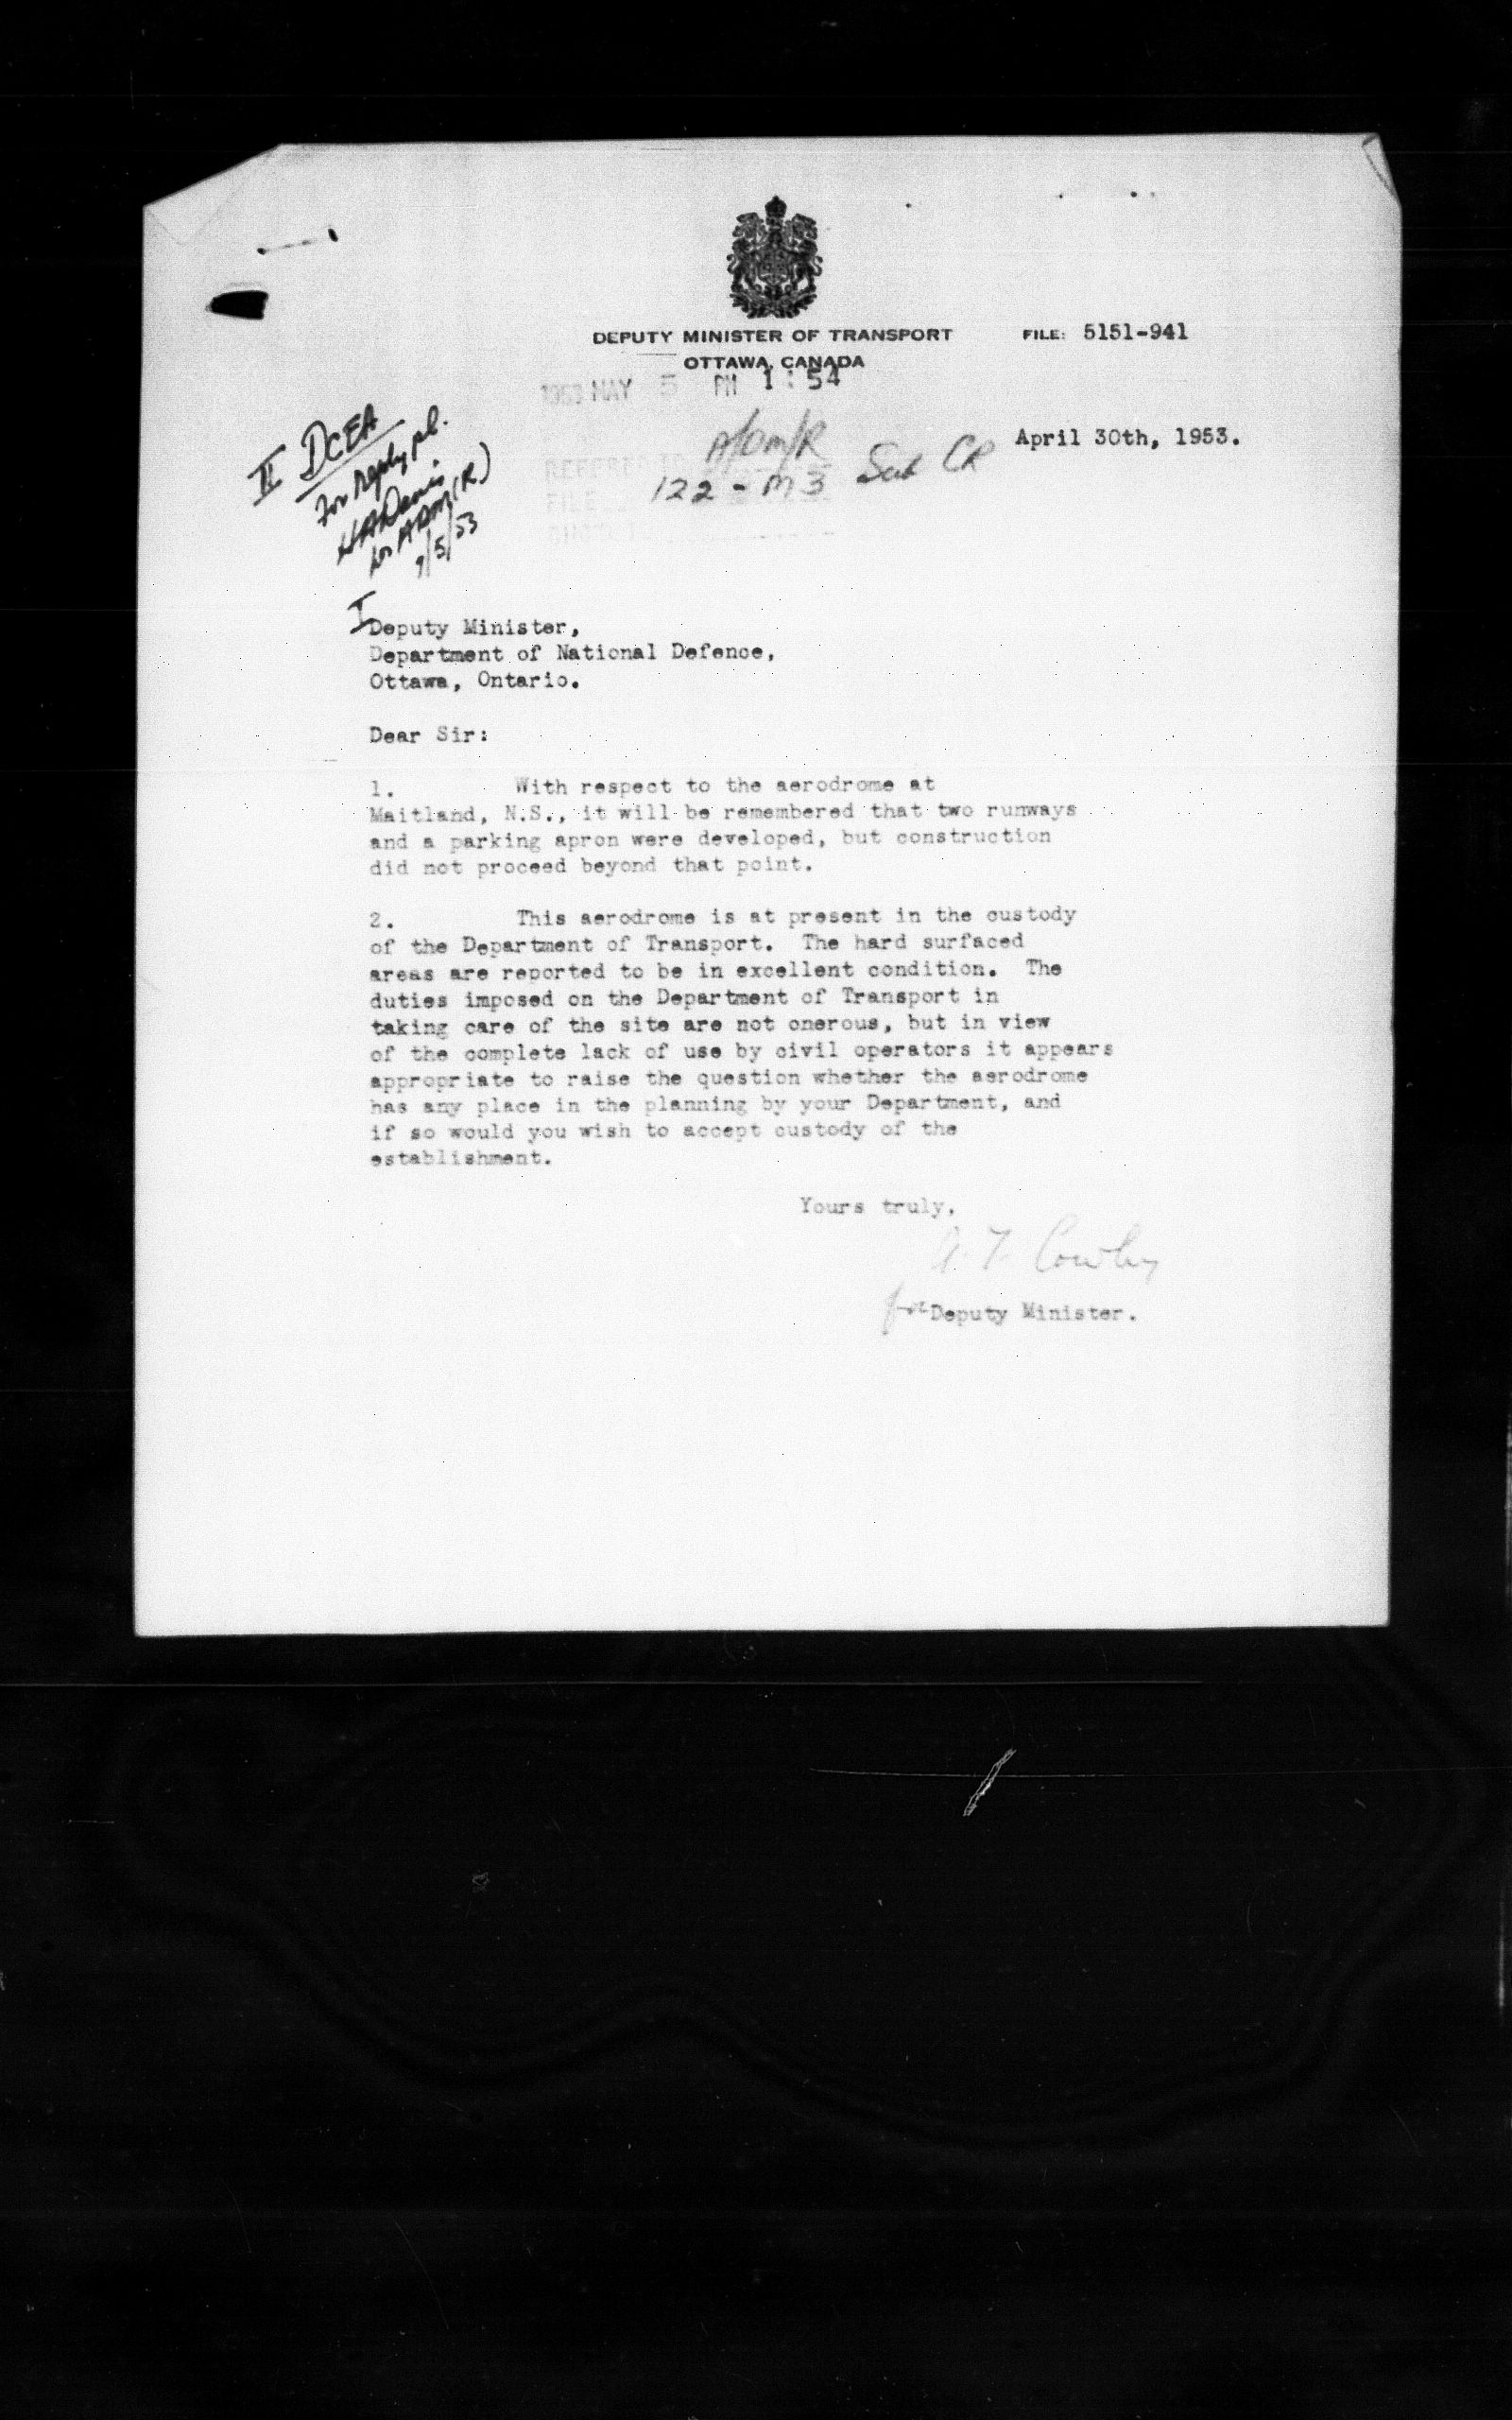 DEPUTY MINISTER OF TRANSPORT
OTTAWA, CANADA
FILE: 5151-941
1953 MAY 5 PM 1:54
April 30th, 1953.
A/DM/R
REFERRED TO
122-M3
FILE
II DCEA
For Reply pl.
for ADM(R)
9/5/53
I
Deputy Minister,
Department of National Defence,
Ottawa, Ontario.
Dear Sir:
1. With respect to the aerodrome at
Maitland, N.S., it will be remembered that two runways
and a parking apron were developed, but construction
did not proceed beyond that point.
2. This aerodrome is at present in the custody
of the Department of Transport. The hard surfaced
areas are reported to be in excellent condition. The
duties imposed on the Department of Transport in
taking care of the site are not onerous, but in view
of the complete lack of use by civil operators it appears
appropriate to raise the question whether the aerodrome
has any place in the planning by your Department, and
if so would you wish to accept custody of the
establishment.
Yours truly,
A T Cowley
for Deputy Minister.